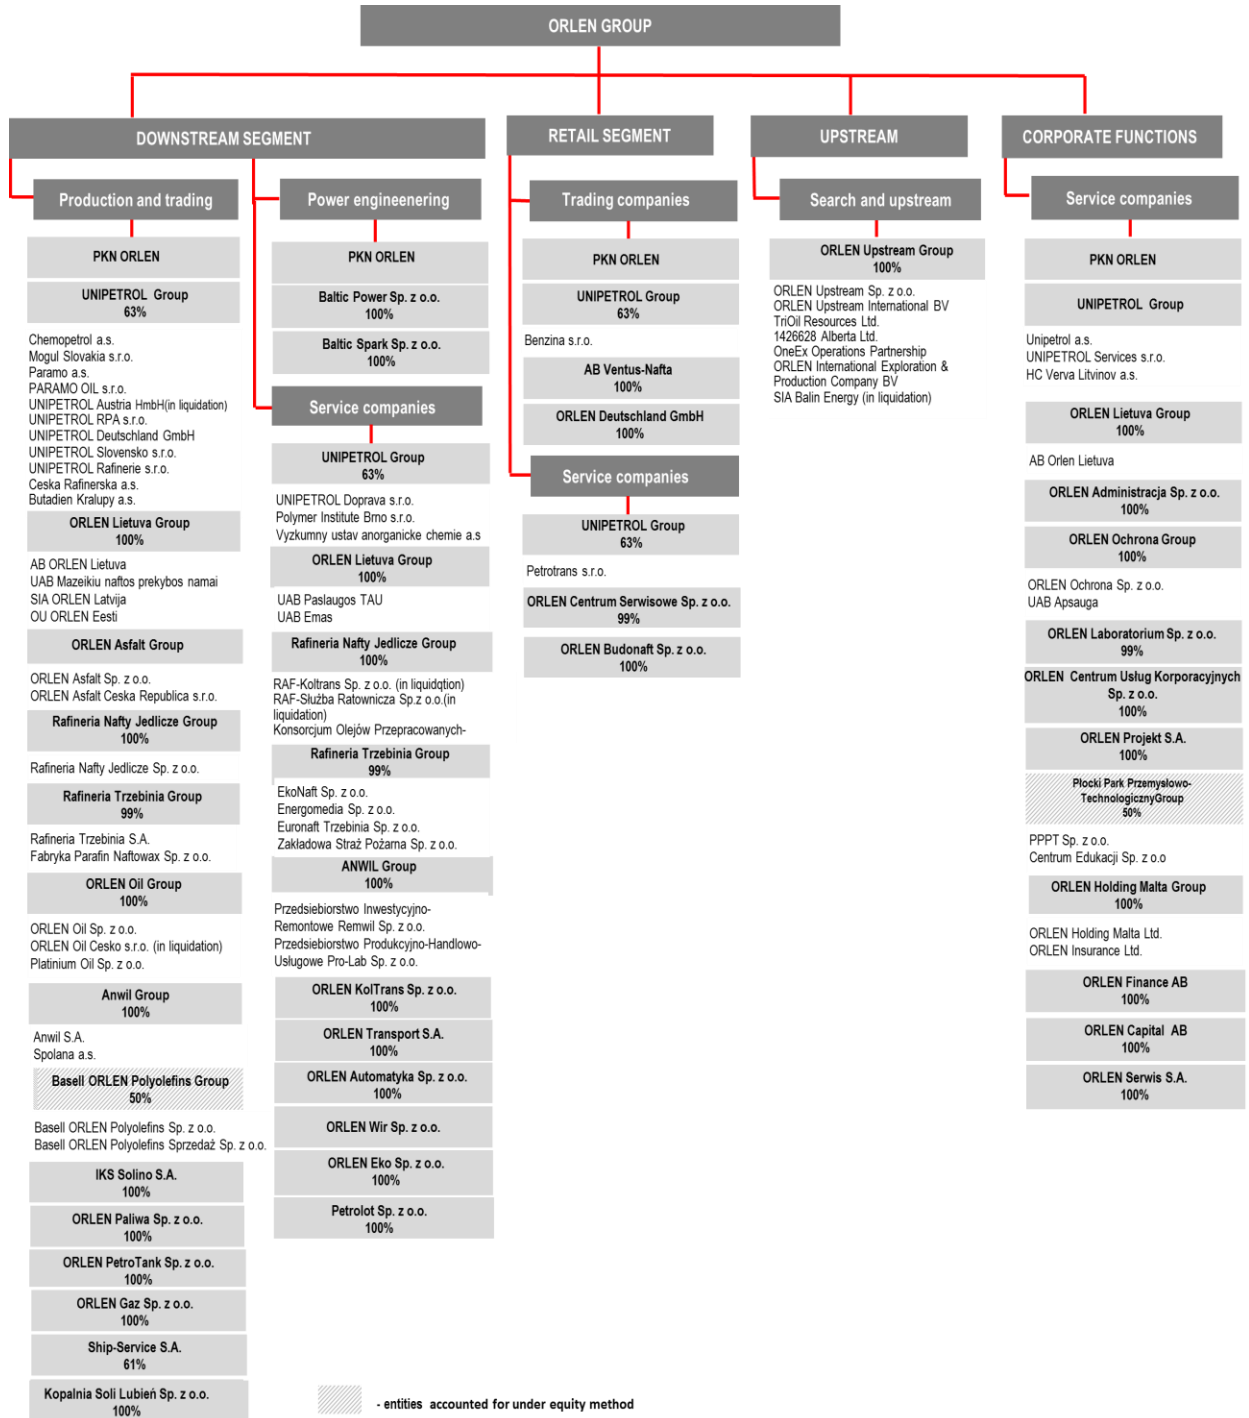 ORLEN GROUP
DOWNSTREAM SEGMENT
RETAIL SEGMENT
UPSTREAM
CORPORATE FUNCTIONS
Production and trading
PKN ORLEN
UNIPETROL Group
63%
Chemopetrol a.s.
Mogul Slovakia s.r.o.
Paramo a.s.
PARAMO OIL s.r.o.
UNIPETROL Austria HmbH(in liquidation)
UNIPETROL RPA s.r.o.
UNIPETROL Deutschland GmbH
UNIPETROL Slovensko s.r.o.
UNIPETROL Rafinerie s.r.o.
Ceska Rafinerska a.s.
Butadien Kralupy a.s.
ORLEN Lietuva Group
100%
AB ORLEN Lietuva
UAB Mazeikiu naftos prekybos namai
SIA ORLEN Latvija
OU ORLEN Eesti
ORLEN Asfalt Group
ORLEN Asfalt Sp. z o.o.
ORLEN Asfalt Ceska Republica s.r.o.
Rafineria Nafty Jedlicze Group
100%
Rafineria Nafty Jedlicze Sp. z o.o.
Rafineria Trzebinia Group
99%
Rafineria Trzebinia S.A.
Fabryka Parafin Naftowax Sp. z o.o.
ORLEN Oil Group
100%
ORLEN Oil Sp. z o.o.
ORLEN Oil Cesko s.r.o. (in liquidation)
Platinium Oil Sp. z o.o.
Anwil Group
100%
Anwil S.A.
Spolana a.s.
Basell ORLEN Polyolefins Group
50%
Basell ORLEN Polyolefins Sp. z o.o.
Basell ORLEN Polyolefins Sprzedaż Sp. z o.o.
IKS Solino S.A.
100%
ORLEN Paliwa Sp. z o.o.
100%
ORLEN PetroTank Sp. z o.o.
100%
ORLEN Gaz Sp. z o.o.
100%
Ship-Service S.A.
61%
Kopalnia Soli Lubień Sp. z o.o.
100%
Power engineenering
PKN ORLEN
Baltic Power Sp. z o.o.
100%
Baltic Spark Sp. z o.o.
100%
Service companies
UNIPETROL Group
63%
UNIPETROL Doprava s.r.o.
Polymer Institute Brno s.r.o.
Vyzkumny ustav anorganicke chemie a.s
ORLEN Lietuva Group
100%
UAB Paslaugos TAU
UAB Emas
Rafineria Nafty Jedlicze Group
100%
RAF-Koltrans Sp. z o.o. (in liquidqtion)
RAF-Służba Ratownicza Sp.z o.o.(in
liquidation)
Konsorcjum Olejów Przepracowanych-
Rafineria Trzebinia Group
99%
EkoNaft Sp. z o.o.
Energomedia Sp. z o.o.
Euronaft Trzebinia Sp. z o.o.
Zakładowa Straż Pożarna Sp. z o.o.
ANWIL Group
100%
Przedsiebiorstwo Inwestycyjno-
Remontowe Remwil Sp. z o.o.
Przedsiebiorstwo Produkcyjno-Handlowo-
Usługowe Pro-Lab Sp. z o.o.
ORLEN KolTrans Sp. z o.o.
100%
ORLEN Transport S.A.
100%
ORLEN Automatyka Sp. z o.o.
100%
ORLEN Wir Sp. z o.o.
ORLEN Eko Sp. z o.o.
100%
Petrolot Sp. z o.o.
100%
Trading companies
PKN ORLEN
UNIPETROL Group
63%
Benzina s.r.o.
AB Ventus-Nafta
100%
ORLEN Deutschland GmbH
100%
Service companies
UNIPETROL Group
63%
Petrotrans s.r.o.
ORLEN Centrum Serwisowe Sp. z o.o.
99%
ORLEN Budonaft Sp. z o.o.
100%
Search and upstream
ORLEN Upstream Group
100%
ORLEN Upstream Sp. z o.o.
ORLEN Upstream International BV
TriOil Resources Ltd.
1426628 Alberta Ltd.
OneEx Operations Partnership
ORLEN International Exploration &
Production Company BV
SIA Balin Energy (in liquidation)
Service companies
PKN ORLEN
UNIPETROL Group
Unipetrol a.s.
UNIPETROL Services s.r.o.
HC Verva Litvinov a.s.
ORLEN Lietuva Group
100%
AB Orlen Lietuva
ORLEN Administracja Sp. z o.o.
100%
ORLEN Ochrona Group
100%
ORLEN Ochrona Sp. z o.o.
UAB Apsauga
ORLEN Laboratorium Sp. z o.o.
99%
ORLEN Centrum Usług Korporacyjnych
Sp. z o.o.
100%
ORLEN Projekt S.A.
100%
Płocki Park Przemysłowo-
TechnologicznyGroup
50%
PPPT Sp. z o.o.
Centrum Edukacji Sp. z o.o
ORLEN Holding Malta Group
100%
ORLEN Holding Malta Ltd.
ORLEN Insurance Ltd.
ORLEN Finance AB
100%
ORLEN Capital AB
100%
ORLEN Serwis S.A.
100%
- entities accounted for under equity method